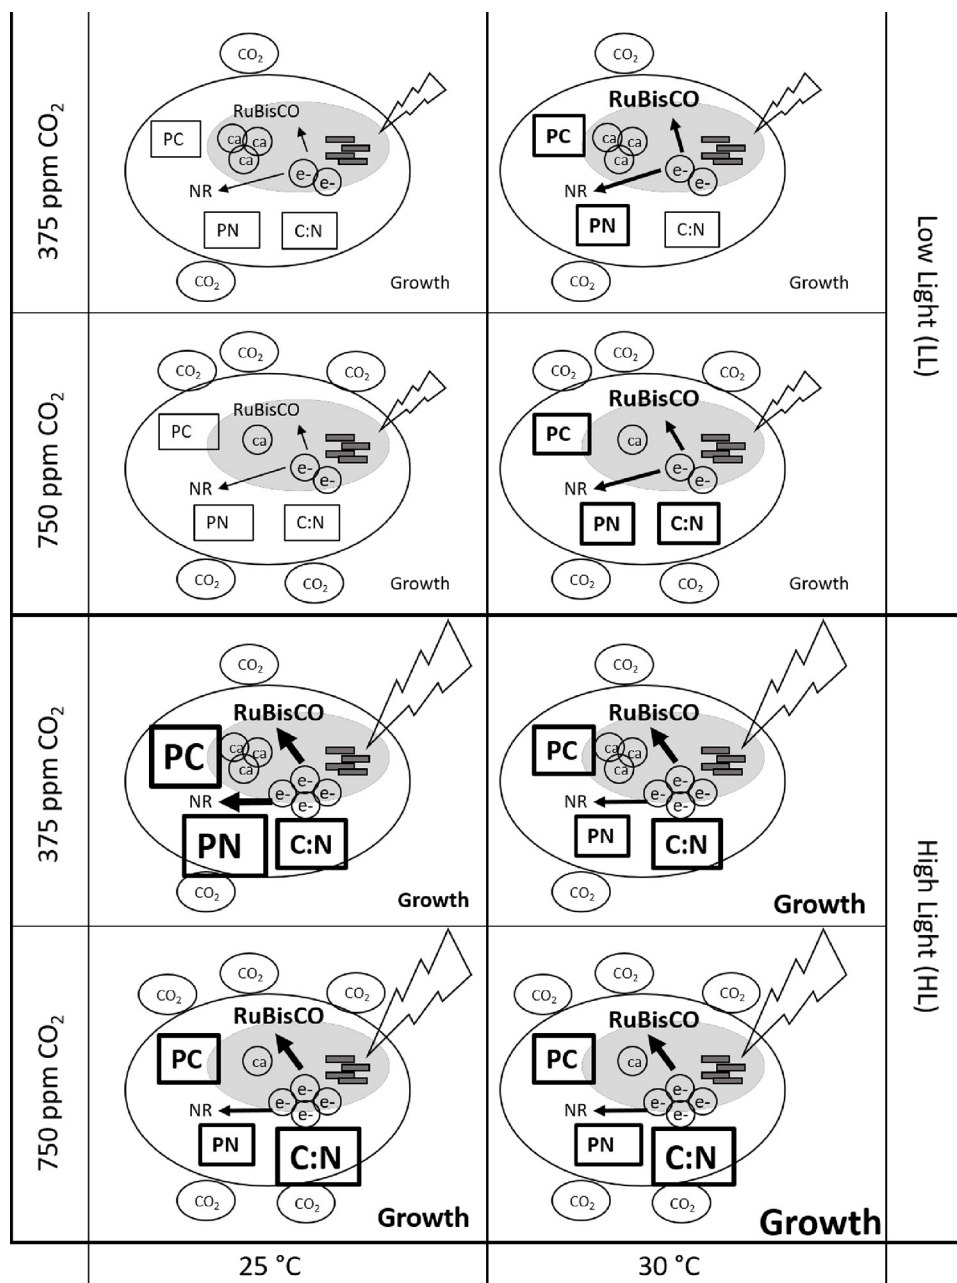 375 ppm CO₂
CO₂
RuBisCO
PC
ca
ca
ca
e-
e-
NR
PN
C:N
CO₂
Growth
CO₂
RuBisCO
PC
ca
ca
ca
e-
e-
NR
PN
C:N
CO₂
Growth
Low Light (LL)
750 ppm CO₂
CO₂
CO₂
CO₂
RuBisCO
PC
ca
e-
e-
NR
PN
C:N
CO₂
CO₂
Growth
CO₂
CO₂
CO₂
RuBisCO
PC
ca
e-
e-
NR
PN
C:N
CO₂
CO₂
Growth
375 ppm CO₂
CO₂
RuBisCO
PC
ca
ca
ca
e-
e-
e-
e-
NR
PN
C:N
CO₂
Growth
CO₂
RuBisCO
PC
ca
ca
ca
e-
e-
e-
e-
NR
PN
C:N
Growth
High Light (HL)
750 ppm CO₂
CO₂
CO₂
CO₂
RuBisCO
PC
ca
e-
e-
e-
e-
NR
PN
C:N
CO₂
CO₂
Growth
CO₂
CO₂
CO₂
RuBisCO
PC
ca
e-
e-
e-
e-
NR
PN
C:N
CO₂
CO₂
Growth
25 °C
30 °C